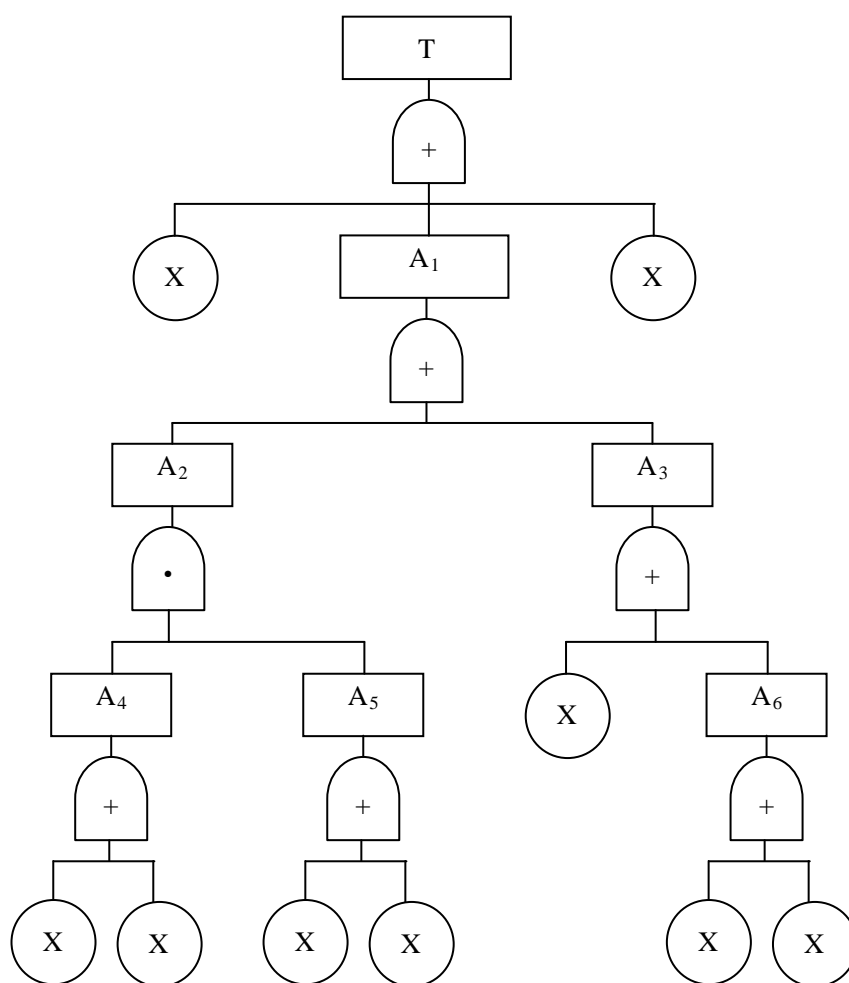 T
+
X A₁ X
+
A₂ A₃
• +
A₄ A₅ X A₆
+ + +
X X X X X X